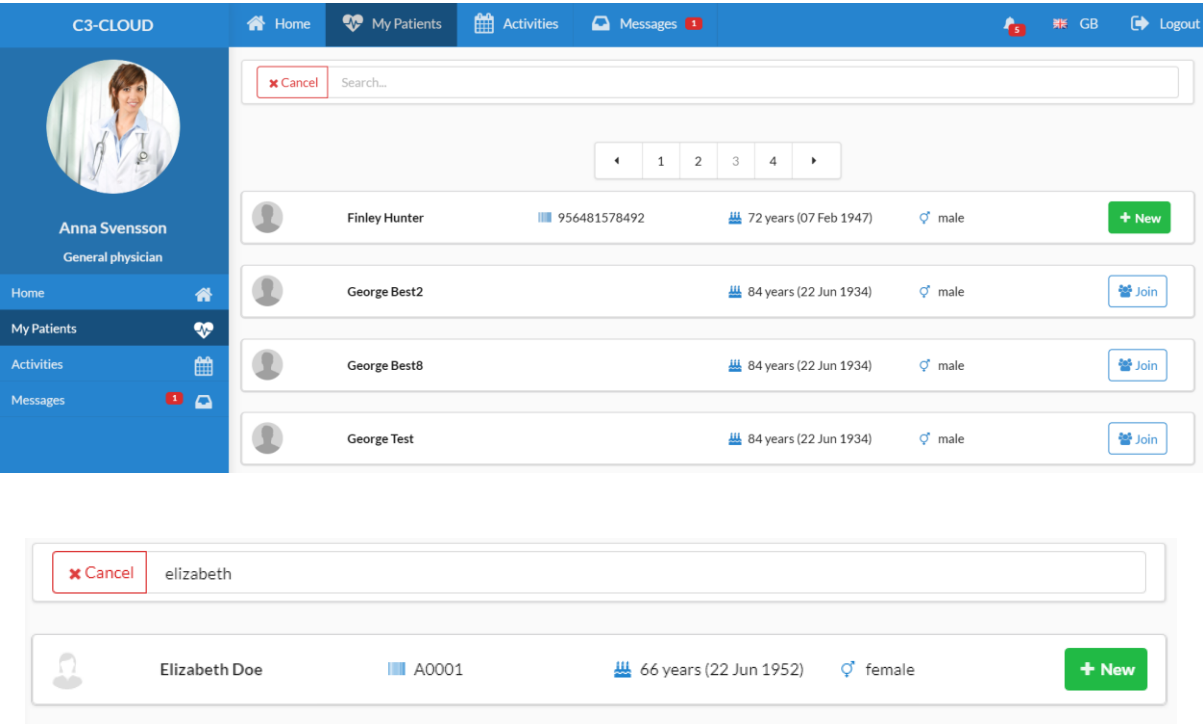 C3-CLOUD Home My Patients Activities Messages 1 5 GB Logout
Cancel Search...
1 2 3 4
Anna Svensson
General physician
Home
My Patients
Activities
Messages 1
Finley Hunter 956481578492 72 years (07 Feb 1947) male New
George Best2 84 years (22 Jun 1934) male Join
George Best8 84 years (22 Jun 1934) male Join
George Test 84 years (22 Jun 1934) male Join
Cancel elizabeth
Elizabeth Doe A0001 66 years (22 Jun 1952) female New